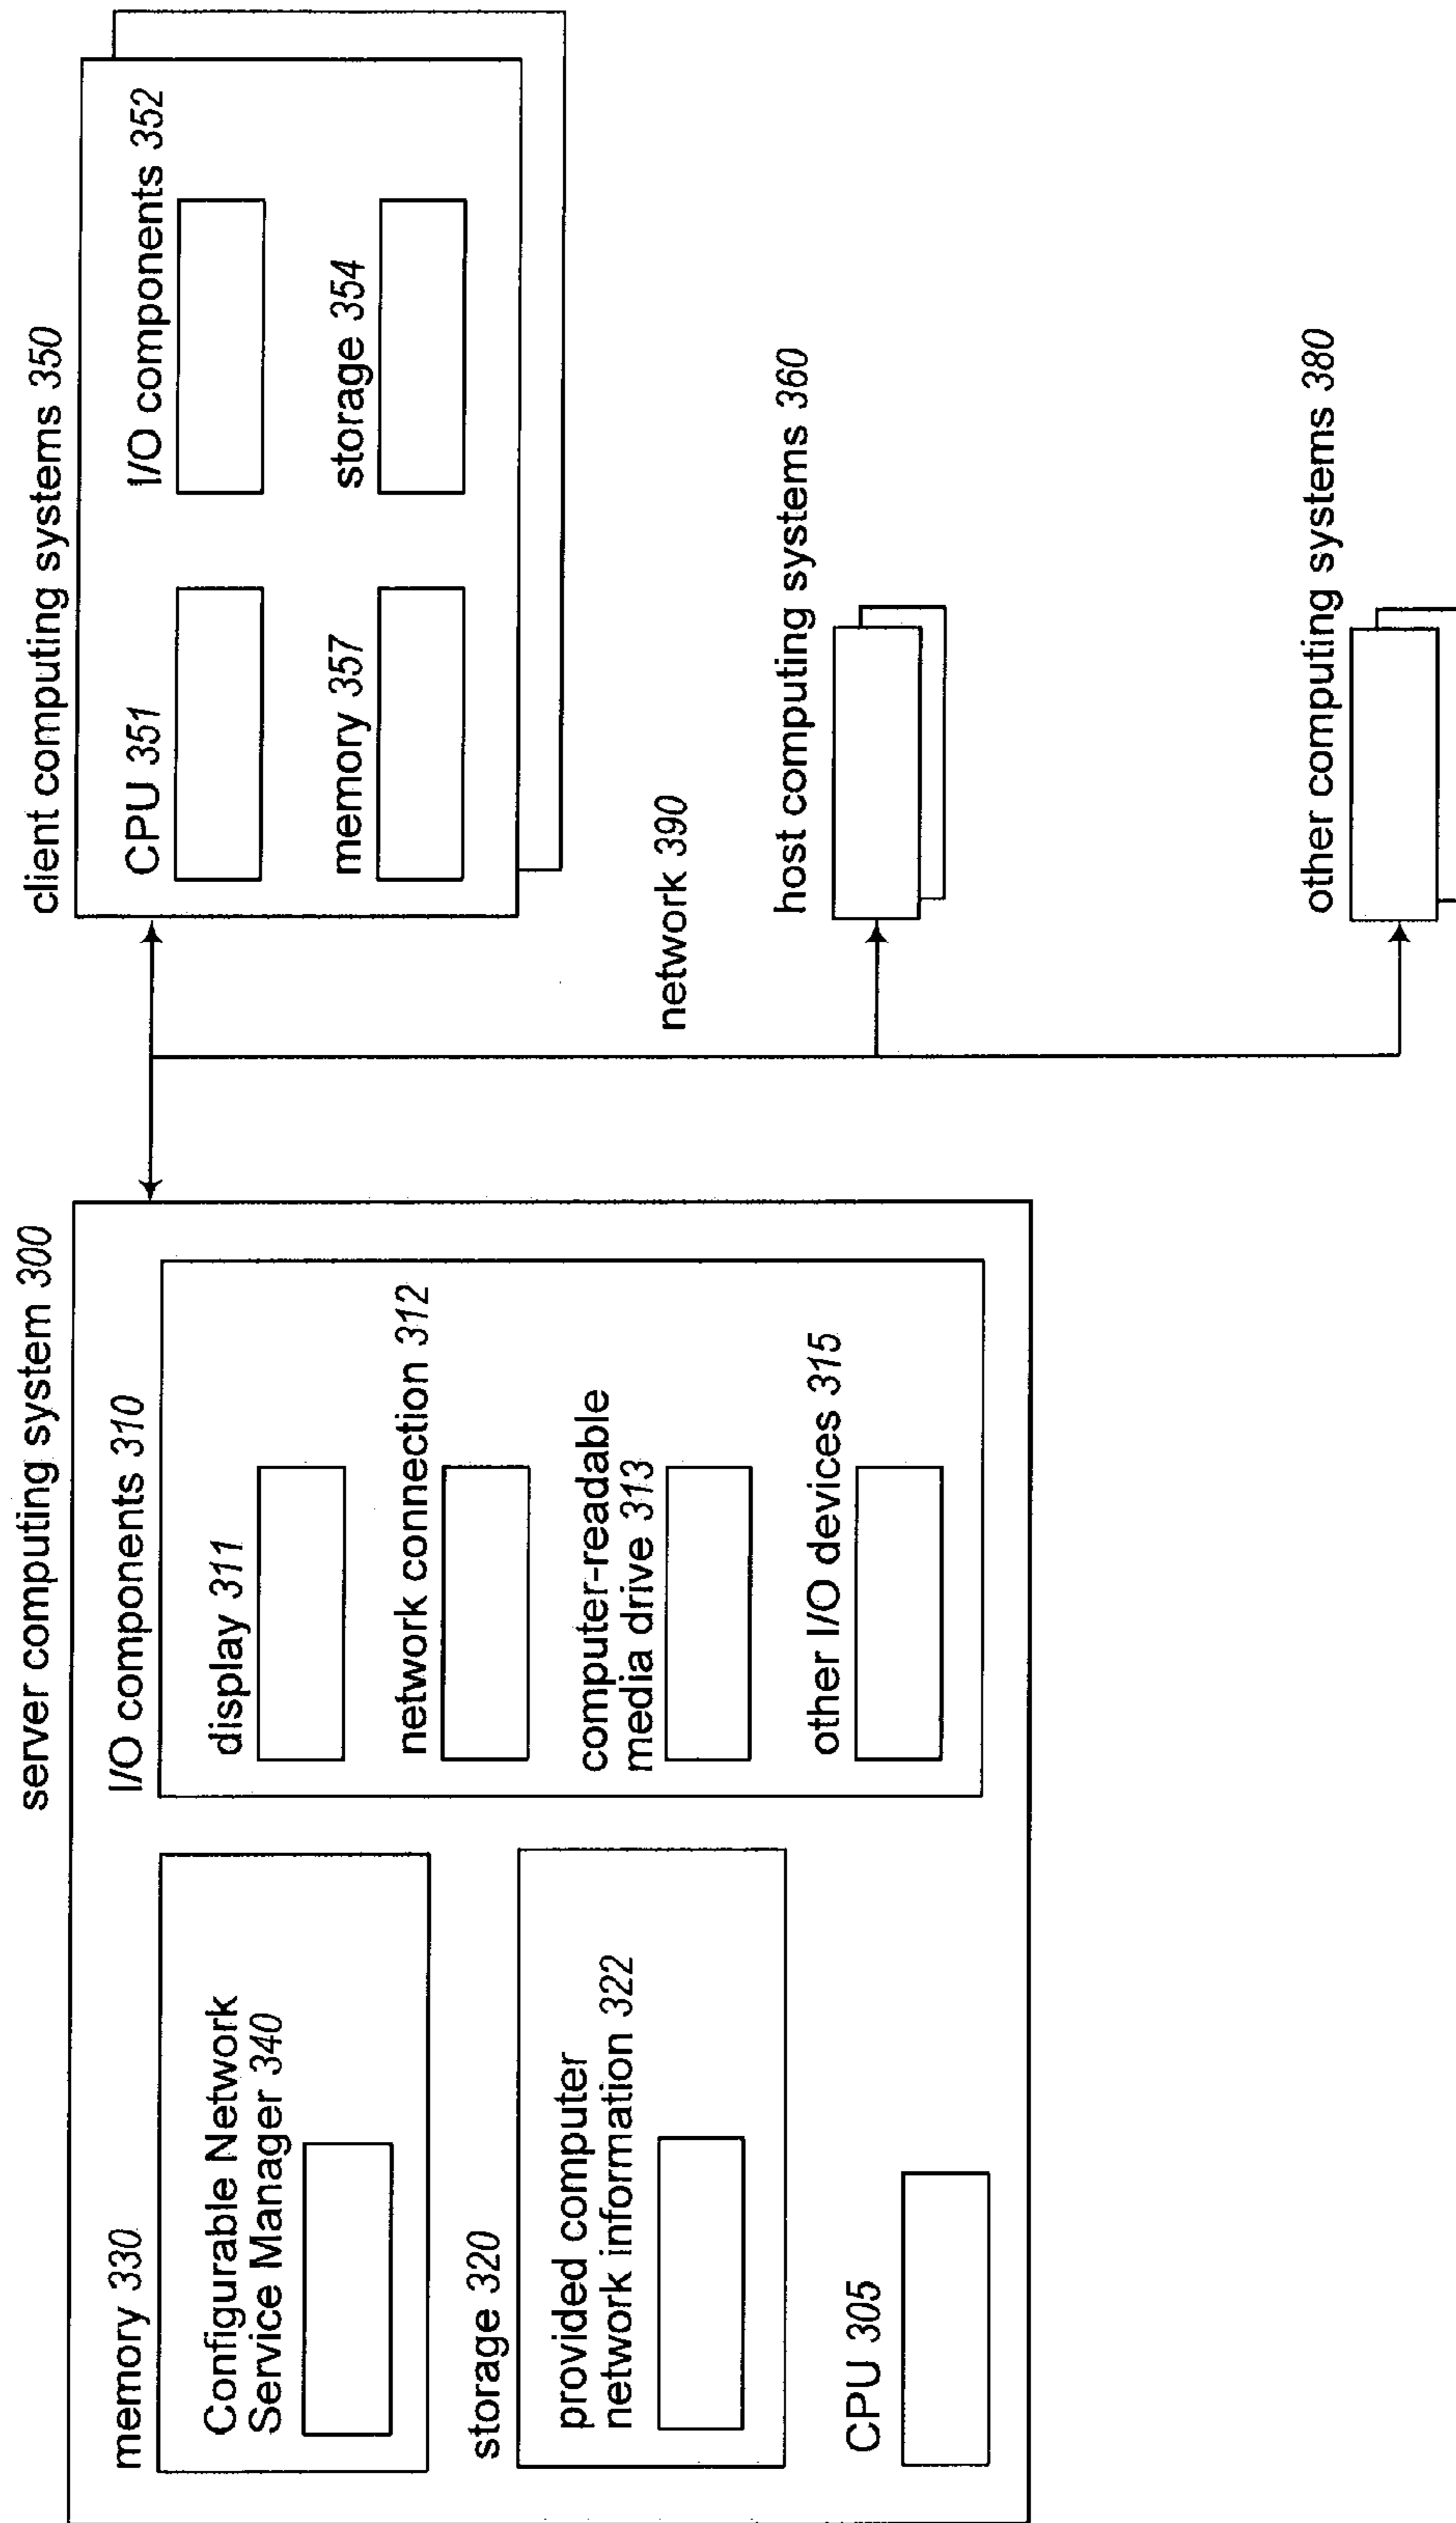 server computing system 300
memory 330
Configurable Network
Service Manager 340
storage 320
provided computer
network information 322
CPU 305
I/O components 310
display 311
network connection 312
computer-readable
media drive 313
other I/O devices 315
client computing systems 350
CPU 351
I/O components 352
memory 357
storage 354
network 390
host computing systems 360
other computing systems 380